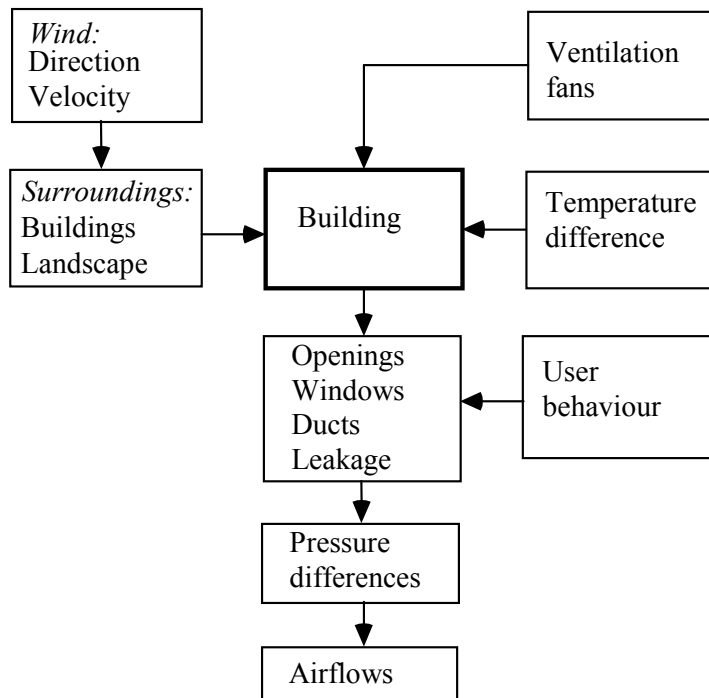 Wind:
Direction
Velocity
Ventilation
fans
Surroundings:
Buildings
Landscape
Building
Temperature
difference
Openings
Windows
Ducts
Leakage
User
behaviour
Pressure
differences
Airflows